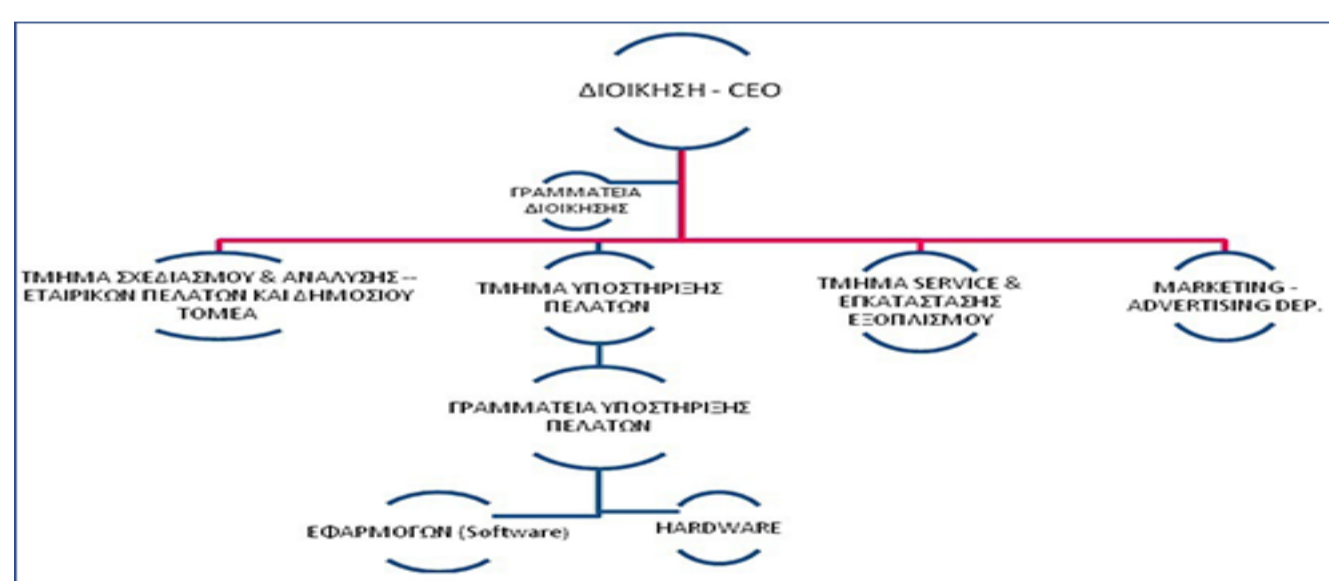 ΔΙΟΙΚΗΣΗ - CEO
ΓΡΑΜΜΑΤΕΙΑ
ΔΙΟΙΚΗΣΗΣ
ΤΜΗΜΑ ΣΧΕΔΙΑΣΜΟΥ & ΑΝΑΛΥΣΗΣ --
ΕΤΑΙΡΙΚΩΝ ΠΕΛΑΤΩΝ ΚΑΙ ΔΗΜΟΣΙΟΥ
ΤΟΜΕΑ
ΤΜΗΜΑ ΥΠΟΣΤΗΡΙΞΗΣ
ΠΕΛΑΤΩΝ
ΤΜΗΜΑ SERVICE &
ΕΓΚΑΤΑΣΤΑΣΗΣ
ΕΞΟΠΛΙΣΜΟΥ
MARKETING -
ADVERTISING DEP.
ΓΡΑΜΜΑΤΕΙΑ ΥΠΟΣΤΗΡΙΞΗΣ
ΠΕΛΑΤΩΝ
ΕΦΑΡΜΟΓΩΝ (Software)
HARDWARE